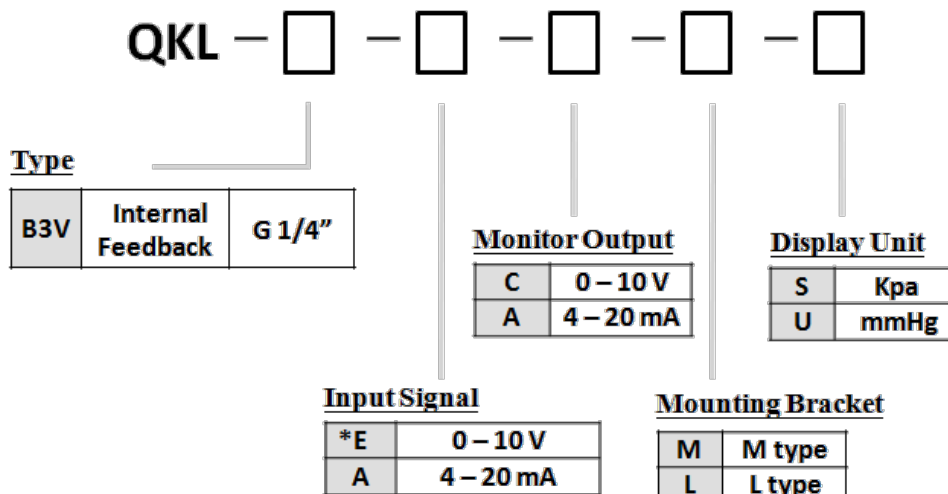 QKL – □ – □ – □ – □ – □
Type
B3V Internal Feedback G 1/4”
Monitor Output
C 0 – 10 V
A 4 – 20 mA
Display Unit
S Kpa
U mmHg
Input Signal
*E 0 – 10 V
A 4 – 20 mA
Mounting Bracket
M M type
L L type